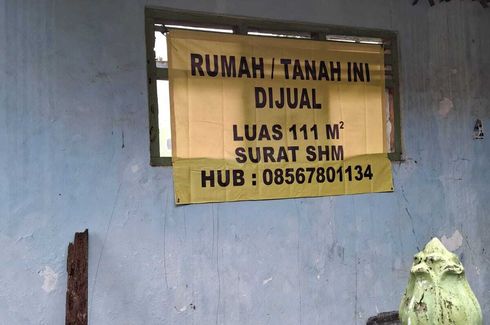 RUMAH / TANAH INI
DIJUAL
LUAS 111 M²
SURAT SHM
HUB : 08567801134